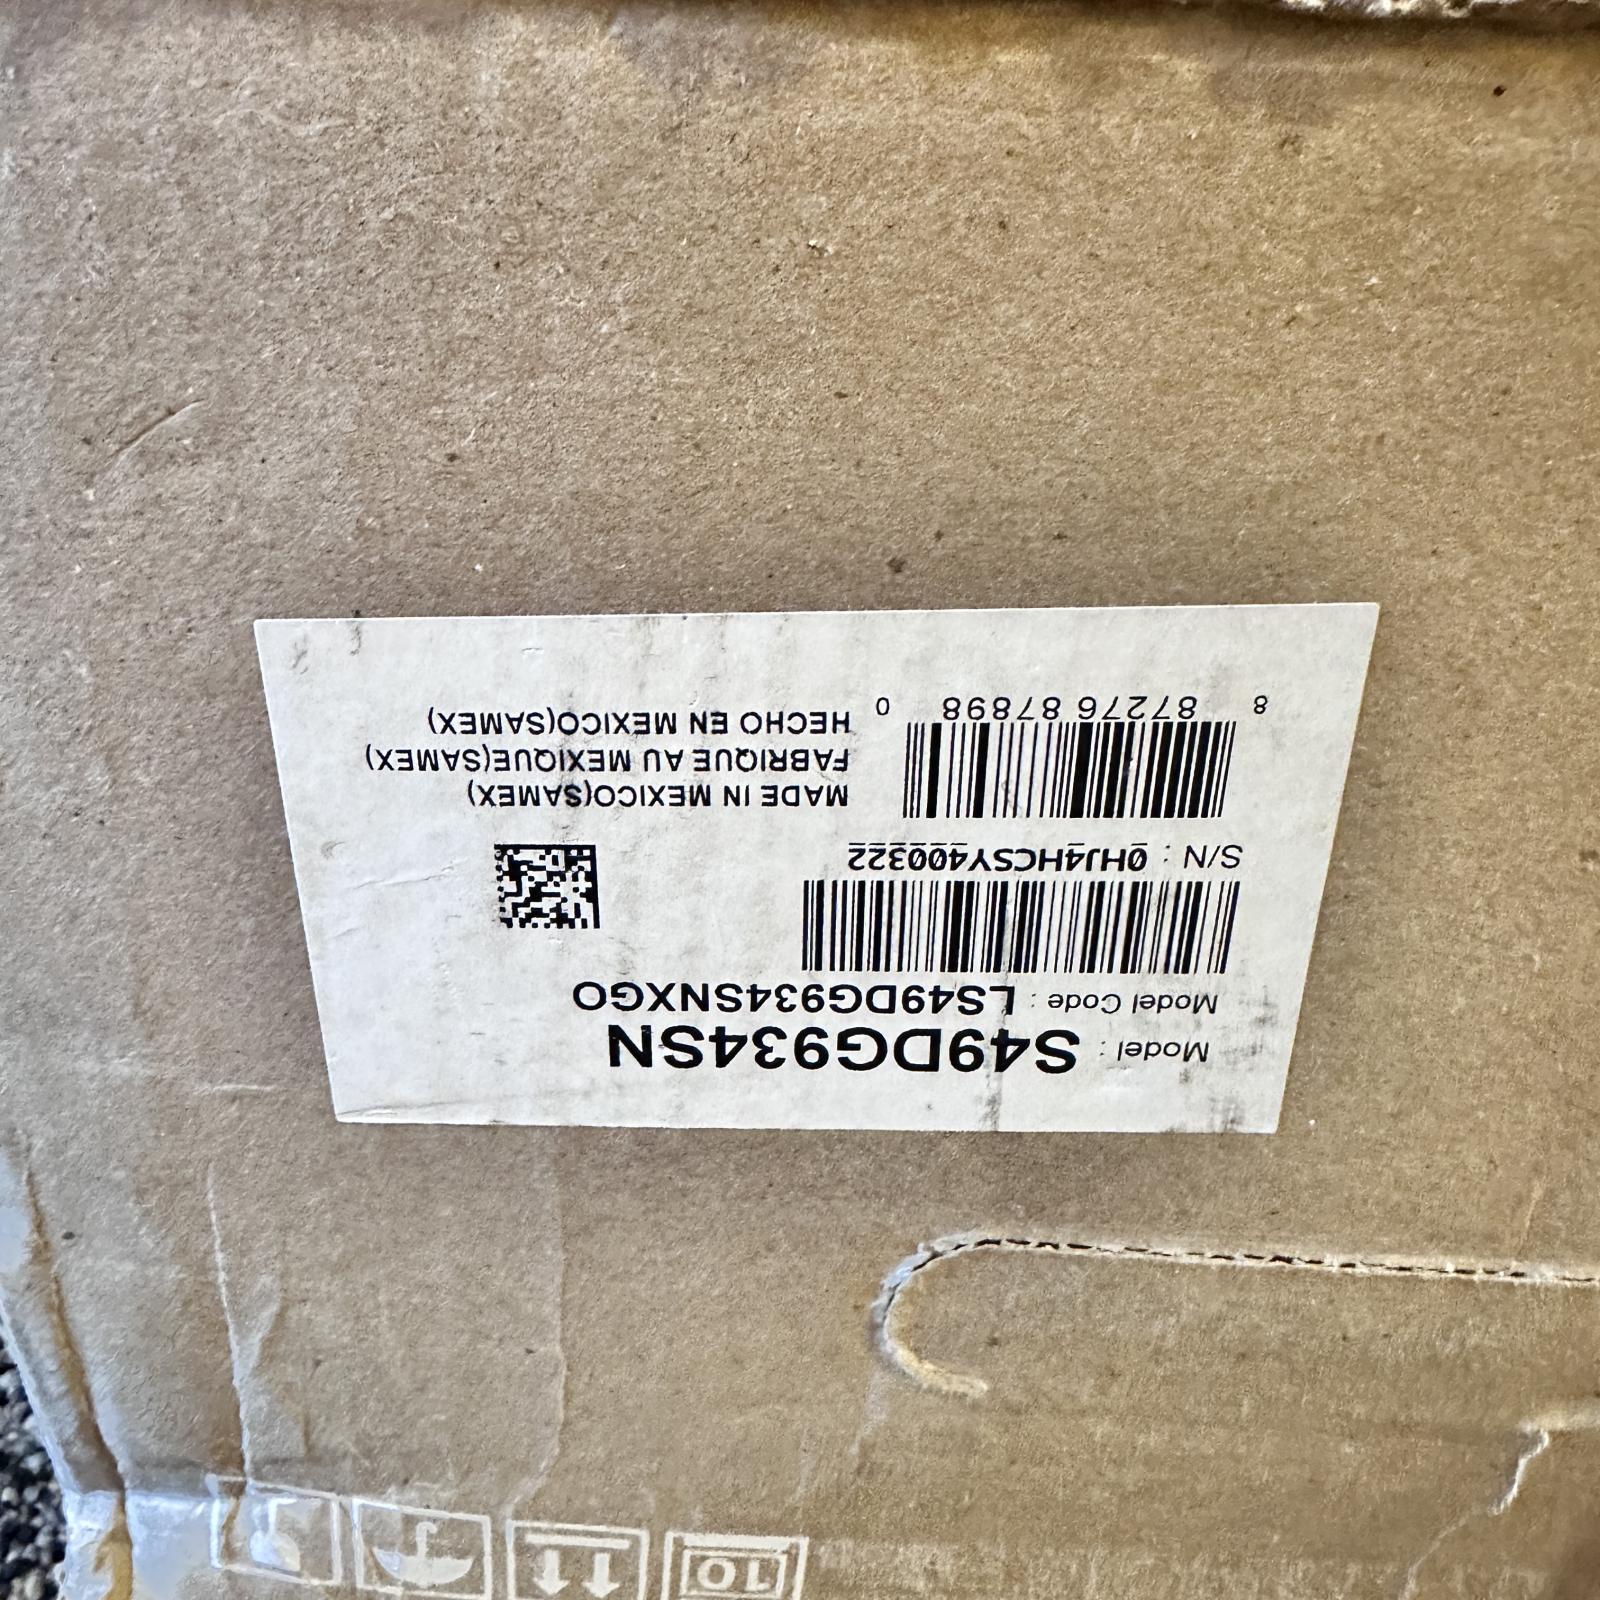 Model : S49DG934SN
Model Code : LS49DG934SNXGO
S/N : 0HJ4HCSY400322
MADE IN MEXICO(SAMEX)
FABRIQUE AU MEXIQUE(SAMEX)
HECHO EN MEXICO(SAMEX)
8 87276 87898 0
10